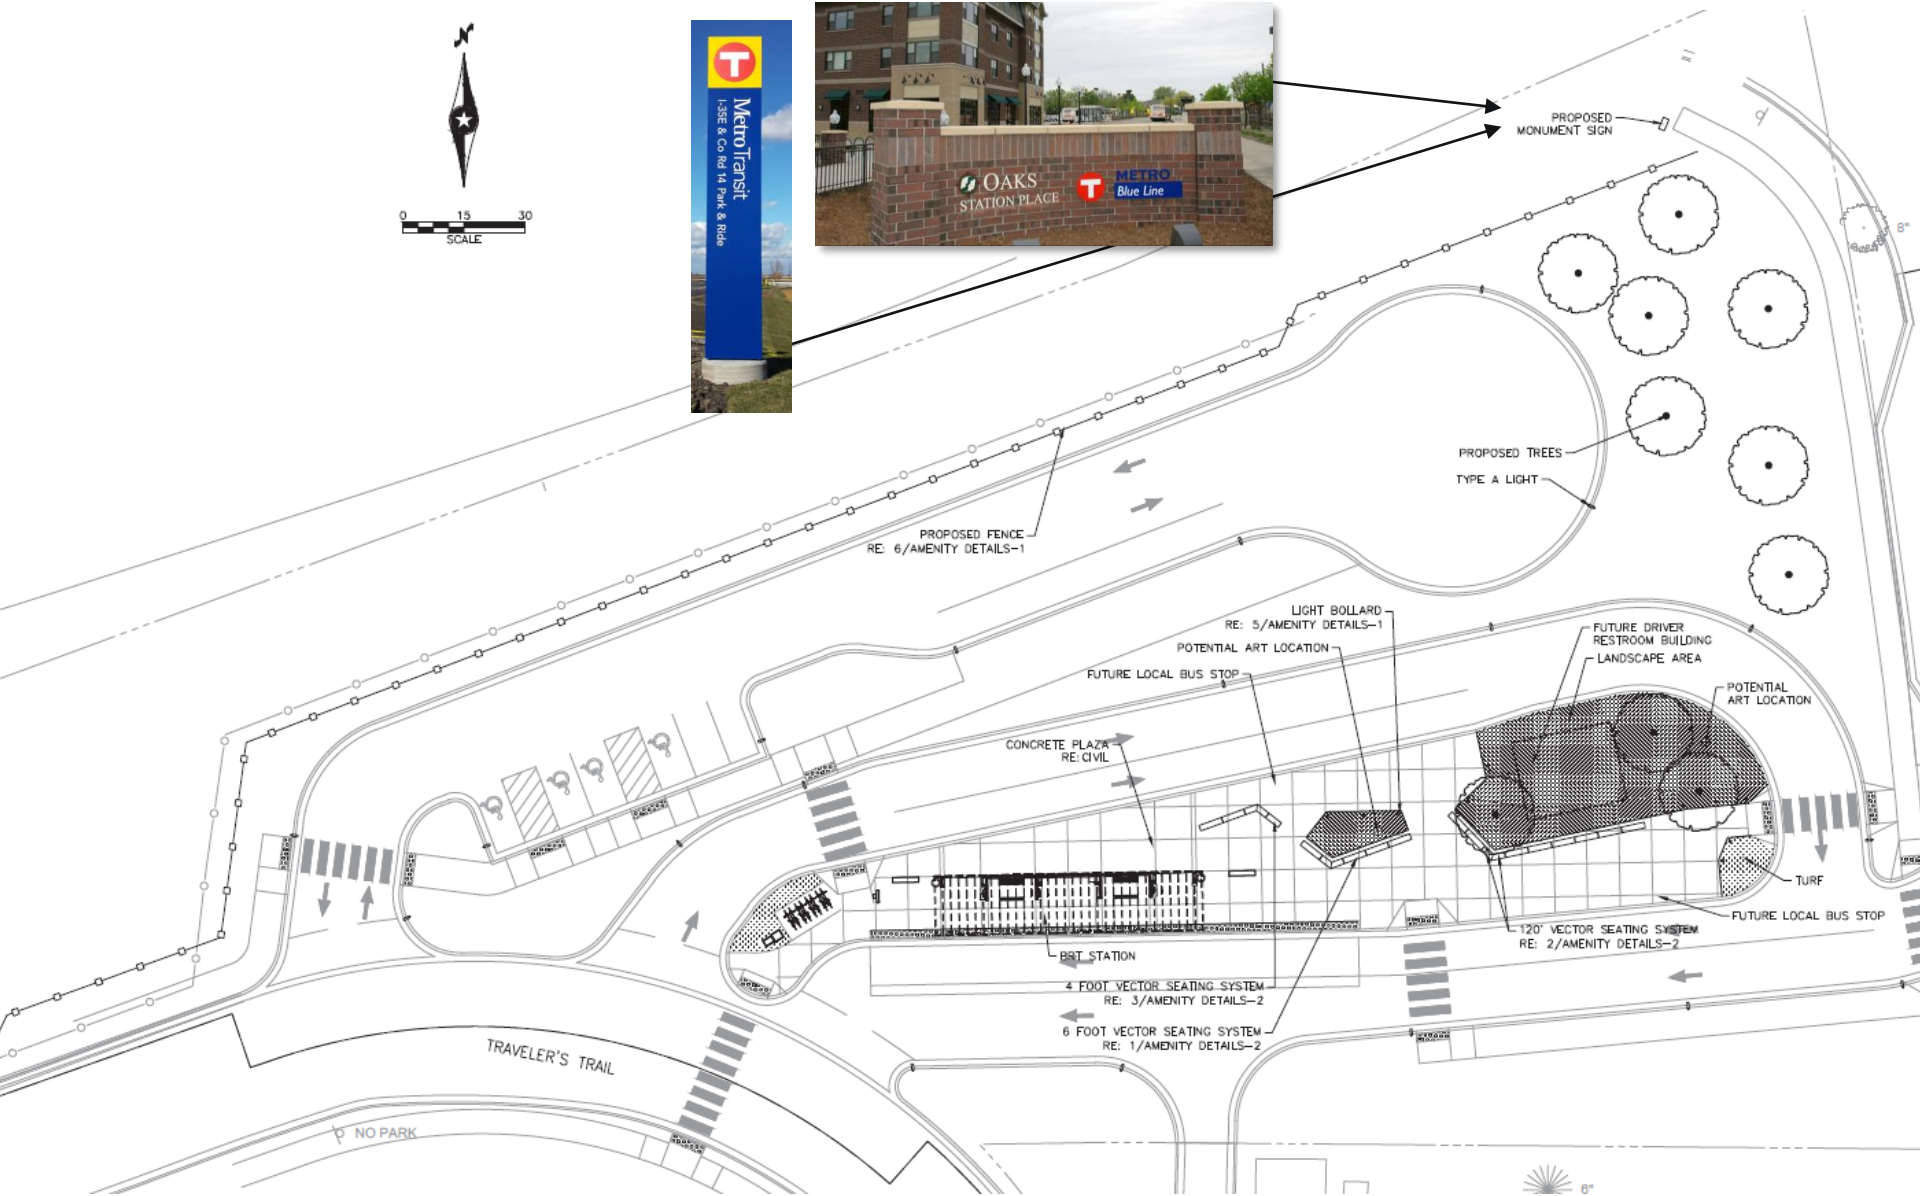 N
0 15 30
SCALE
T
MetroTransit
I-35E & Co Rd 14 Park & Ride
OAKS
STATION PLACE
T
METRO
Blue Line
PROPOSED
MONUMENT SIGN
8"
PROPOSED TREES
TYPE A LIGHT
PROPOSED FENCE
RE: 6/AMENITY DETAILS-1
LIGHT BOLLARD
RE: 5/AMENITY DETAILS-1
POTENTIAL ART LOCATION
FUTURE LOCAL BUS STOP
FUTURE DRIVER
RESTROOM BUILDING
LANDSCAPE AREA
POTENTIAL
ART LOCATION
CONCRETE PLAZA
RE: CIVIL
TURF
FUTURE LOCAL BUS STOP
120' VECTOR SEATING SYSTEM
RE: 2/AMENITY DETAILS-2
BRT STATION
4 FOOT VECTOR SEATING SYSTEM
RE: 3/AMENITY DETAILS-2
6 FOOT VECTOR SEATING SYSTEM
RE: 1/AMENITY DETAILS-2
TRAVELER'S TRAIL
NO PARK
6"